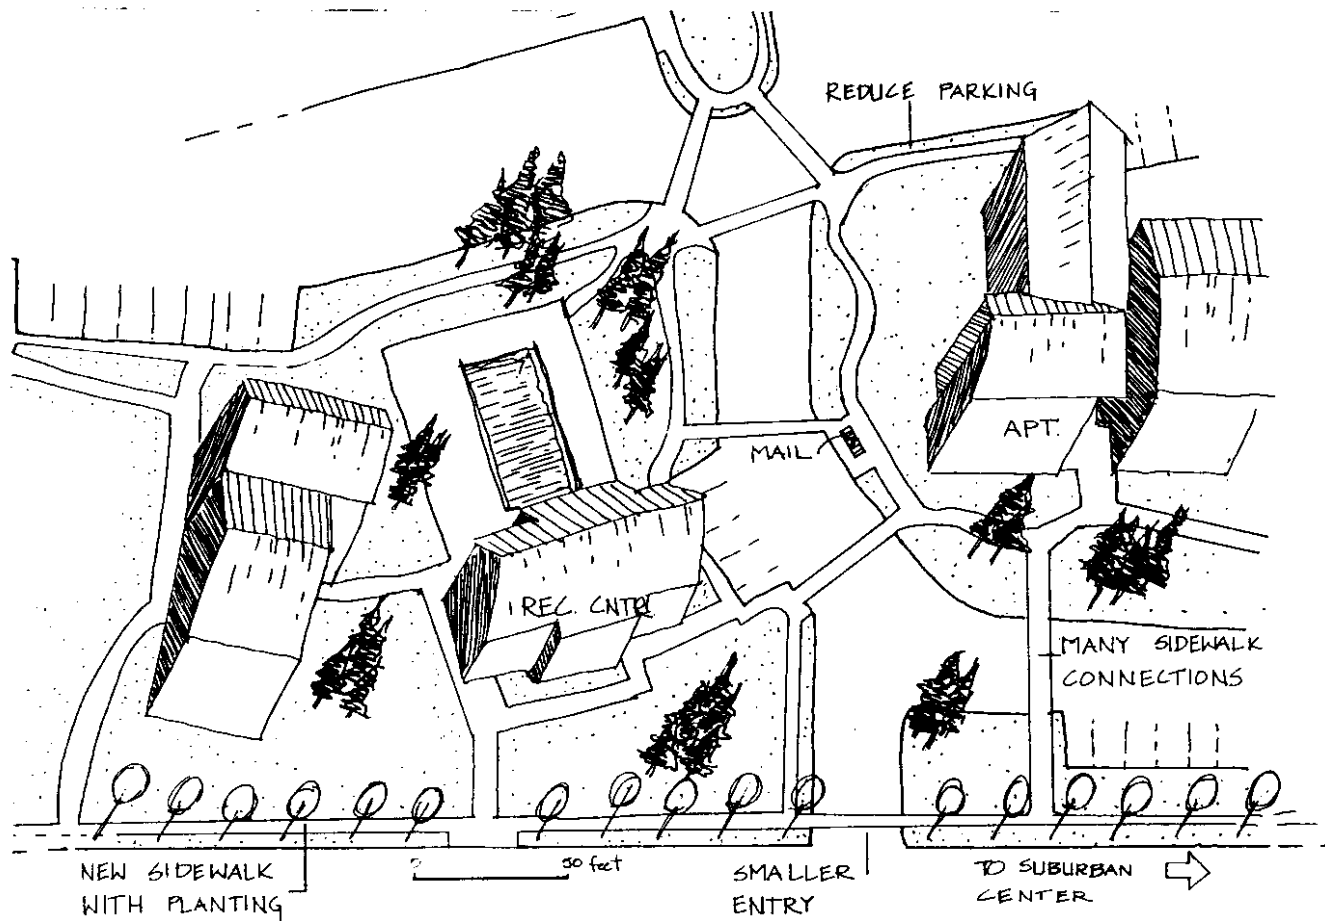 REDUCE PARKING
MAIL
APT.
REC. CNTR.
MANY SIDEWALK
CONNECTIONS
0 50 feet
NEW SIDEWALK
WITH PLANTING
SMALLER
ENTRY
TO SUBURBAN
CENTER